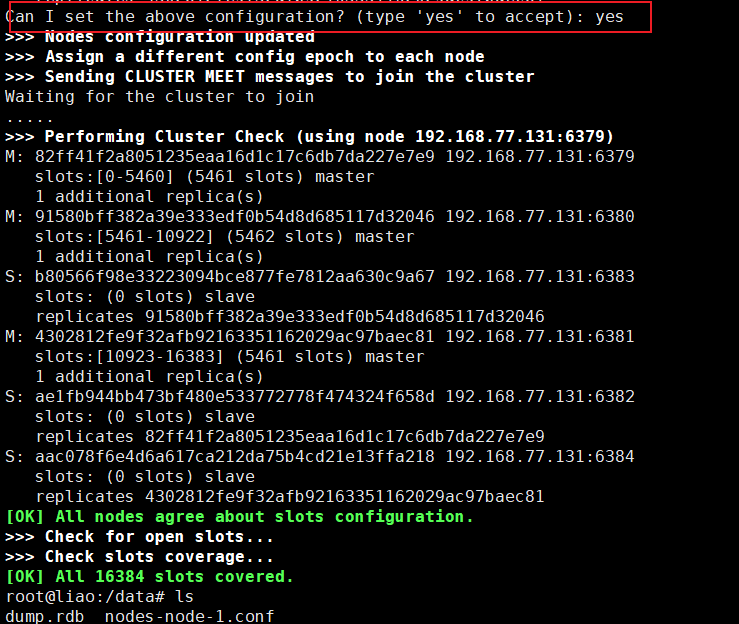 Can I set the above configuration? (type 'yes' to accept): yes
>>> Nodes configuration updated
>>> Assign a different config epoch to each node
>>> Sending CLUSTER MEET messages to join the cluster
Waiting for the cluster to join
.....
>>> Performing Cluster Check (using node 192.168.77.131:6379)
M: 82ff41f2a8051235eaa16d1c17c6db7da227e7e9 192.168.77.131:6379
   slots:[0-5460] (5461 slots) master
   1 additional replica(s)
M: 91580bff382a39e333edf0b54d8d685117d32046 192.168.77.131:6380
   slots:[5461-10922] (5462 slots) master
   1 additional replica(s)
S: b80566f98e33223094bce877fe7812aa630c9a67 192.168.77.131:6383
   slots: (0 slots) slave
   replicates 91580bff382a39e333edf0b54d8d685117d32046
M: 4302812fe9f32afb92163351162029ac97baec81 192.168.77.131:6381
   slots:[10923-16383] (5461 slots) master
   1 additional replica(s)
S: ae1fb944bb473bf480e533772778f474324f658d 192.168.77.131:6382
   slots: (0 slots) slave
   replicates 82ff41f2a8051235eaa16d1c17c6db7da227e7e9
S: aac078f6e4d6a617ca212da75b4cd21e13ffa218 192.168.77.131:6384
   slots: (0 slots) slave
   replicates 4302812fe9f32afb92163351162029ac97baec81
[OK] All nodes agree about slots configuration.
>>> Check for open slots...
>>> Check slots coverage...
[OK] All 16384 slots covered.
root@liao:/data# ls
dump.rdb  nodes-node-1.conf